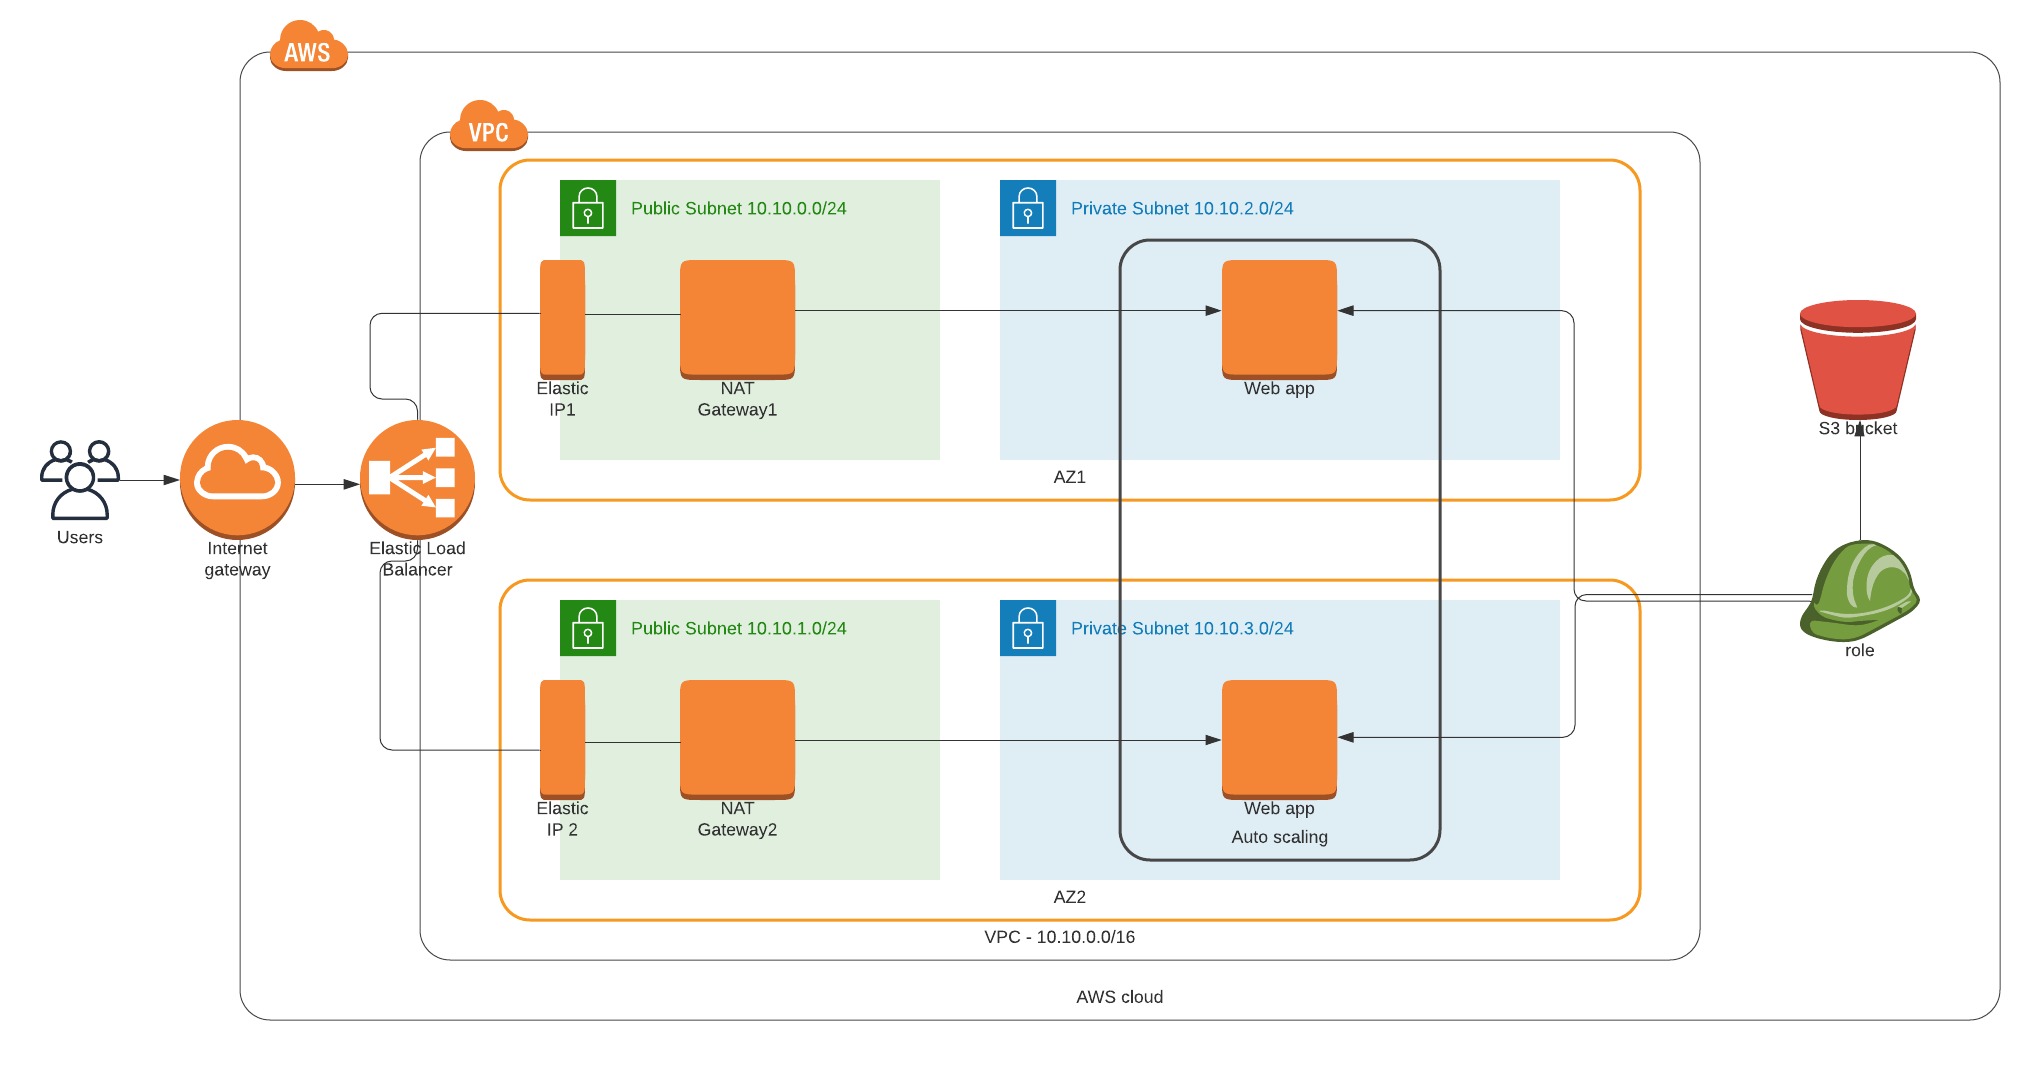 AWS
VPC
Public Subnet 10.10.0.0/24
Private Subnet 10.10.2.0/24
Elastic
IP1
NAT
Gateway1
Web app
AZ1
Users
Internet
gateway
Elastic Load
Balancer
S3 bucket
role
Public Subnet 10.10.1.0/24
Private Subnet 10.10.3.0/24
Elastic
IP 2
NAT
Gateway2
Web app
Auto scaling
AZ2
VPC - 10.10.0.0/16
AWS cloud